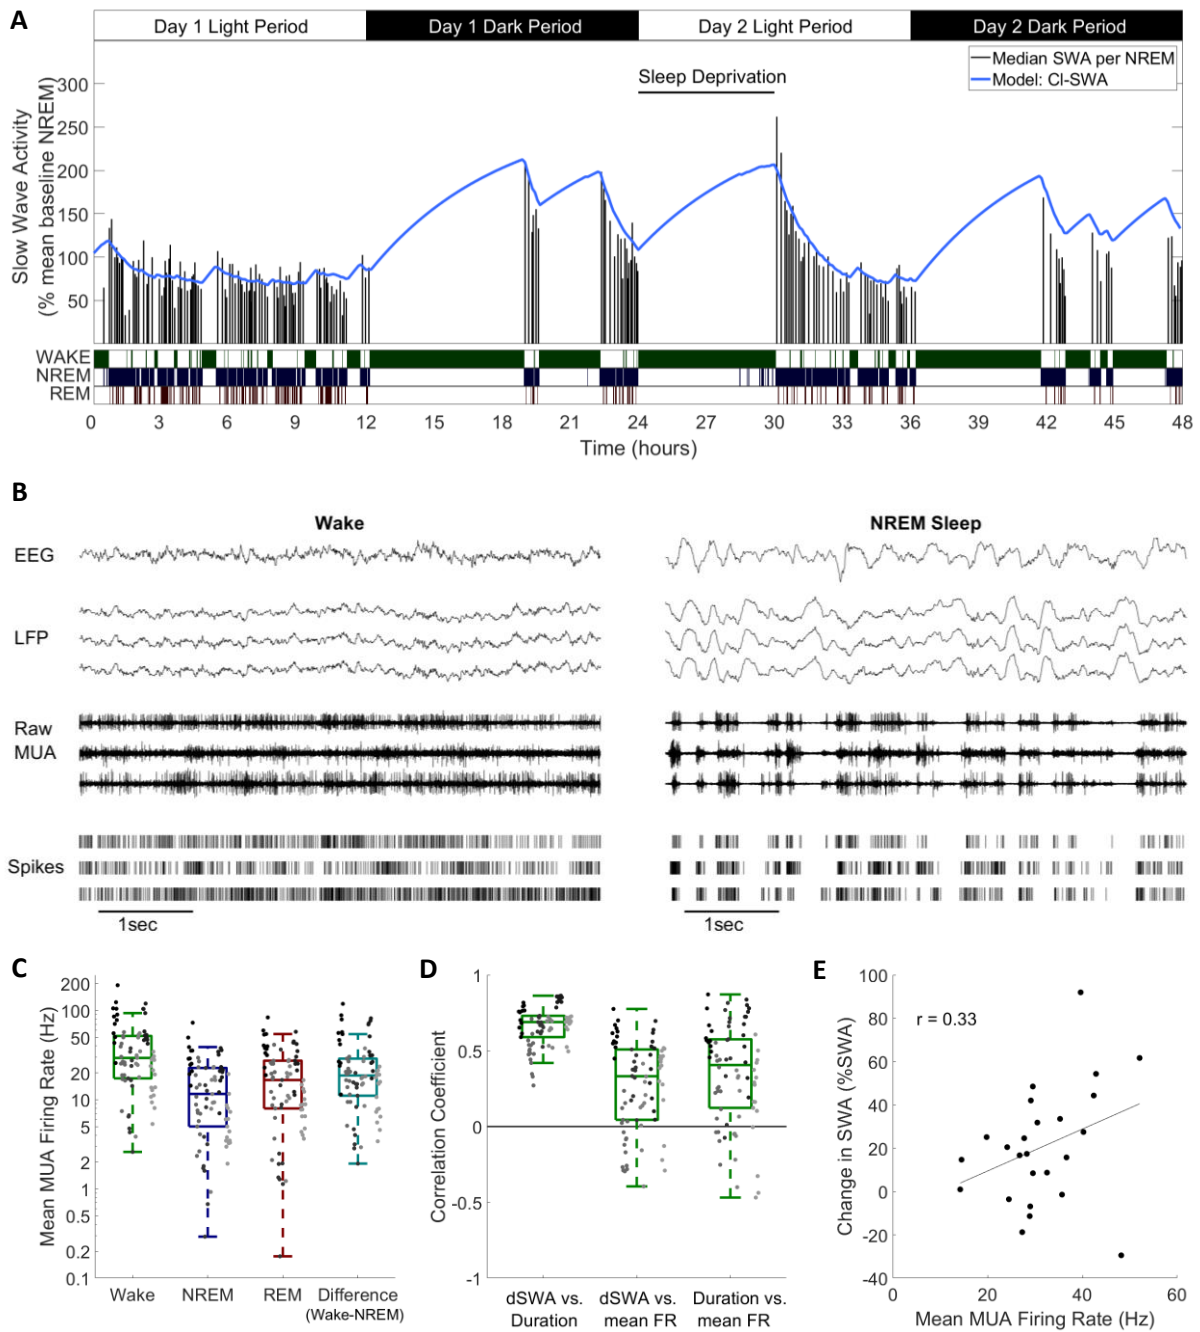 A
Day 1 Light Period
Day 1 Dark Period
Day 2 Light Period
Day 2 Dark Period
Slow Wave Activity
(% mean baseline NREM)
300
250
200
150
100
50
Sleep Deprivation
Median SWA per NREM
Model: Cl-SWA
WAKE
NREM
REM
0 3 6 9 12 15 18 21 24 27 30 33 36 39 42 45 48
Time (hours)
B
Wake
NREM Sleep
EEG
LFP
Raw
MUA
Spikes
1sec
1sec
C
Mean MUA Firing Rate (Hz)
200
100
50
20
10
5
2
1
0.5
0.2
0.1
Wake NREM REM Difference
(Wake-NREM)
D
Correlation Coefficient
1
0.5
0
-0.5
-1
dSWA vs. Duration
dSWA vs. mean FR
Duration vs. mean FR
E
Change in SWA (%SWA)
100
80
60
40
20
0
-20
-40
r = 0.33
0 20 40 60
Mean MUA Firing Rate (Hz)